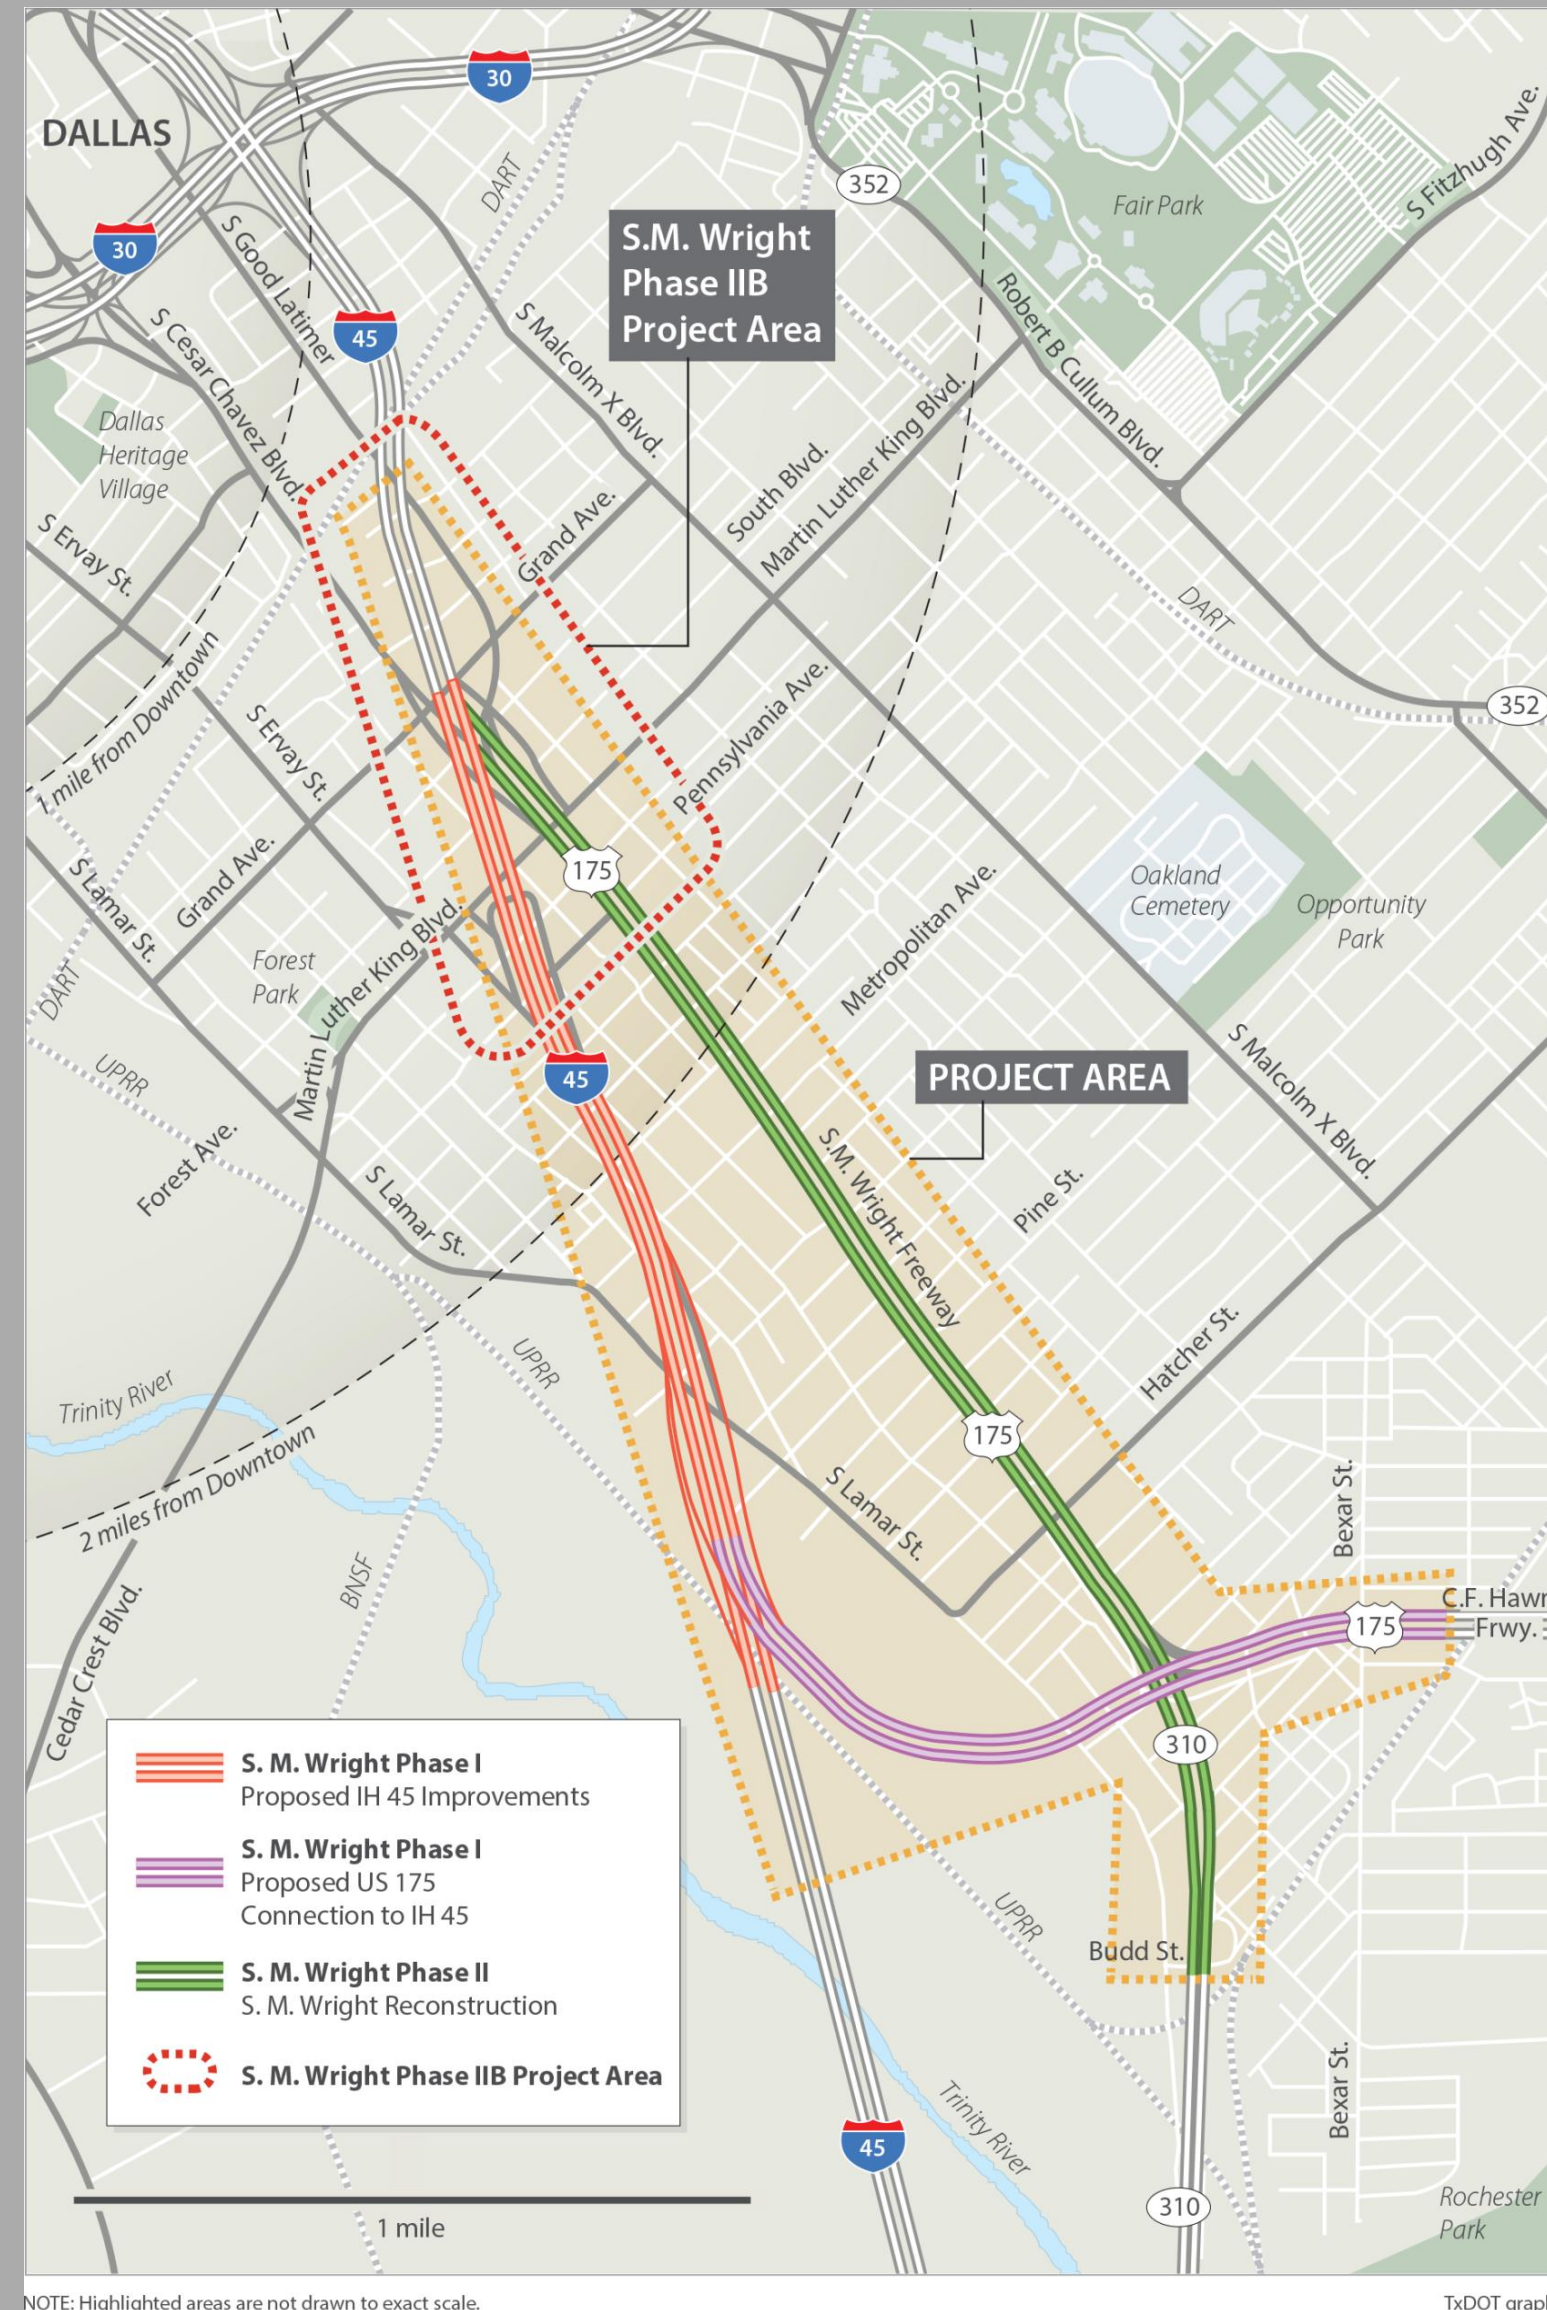 30
DALLAS
352
S Fitzhugh Ave.
DART
Fair Park
S.M. Wright
Phase IIB
Project Area
30
S Good Latimer
45
S Cesar Chavez Blvd.
S Malcolm X Blvd.
Robert B Cullum Blvd.
Dallas
Heritage
Village
South Blvd.
Martin Luther King Blvd.
Grand Ave.
S Ervay St.
DART
1 mile from Downtown
352
S Ervay St.
Pennsylvania Ave.
175
S Lamar St.
Grand Ave.
Oakland
Cemetery
Opportunity
Park
Metropolitan Ave.
Forest
Park
Martin Luther King Blvd.
DART
UPRR
45
PROJECT AREA
S Malcolm X Blvd.
Forest Ave.
S Lamar St.
S.M. Wright Freeway
Pine St.
UPRR
Hatcher St.
Trinity River
2 miles from Downtown
175
S Lamar St.
Bexar St.
BNSF
Cedar Crest Blvd.
C.F. Hawn
Frwy.
175
310
S. M. Wright Phase I
Proposed IH 45 Improvements
S. M. Wright Phase I
Proposed US 175
Connection to IH 45
S. M. Wright Phase II
S. M. Wright Reconstruction
S. M. Wright Phase IIB Project Area
UPRR
Budd St.
Bexar St.
Trinity River
45
310
Rochester
Park
1 mile
NOTE: Highlighted areas are not drawn to exact scale.
TxDOT graph